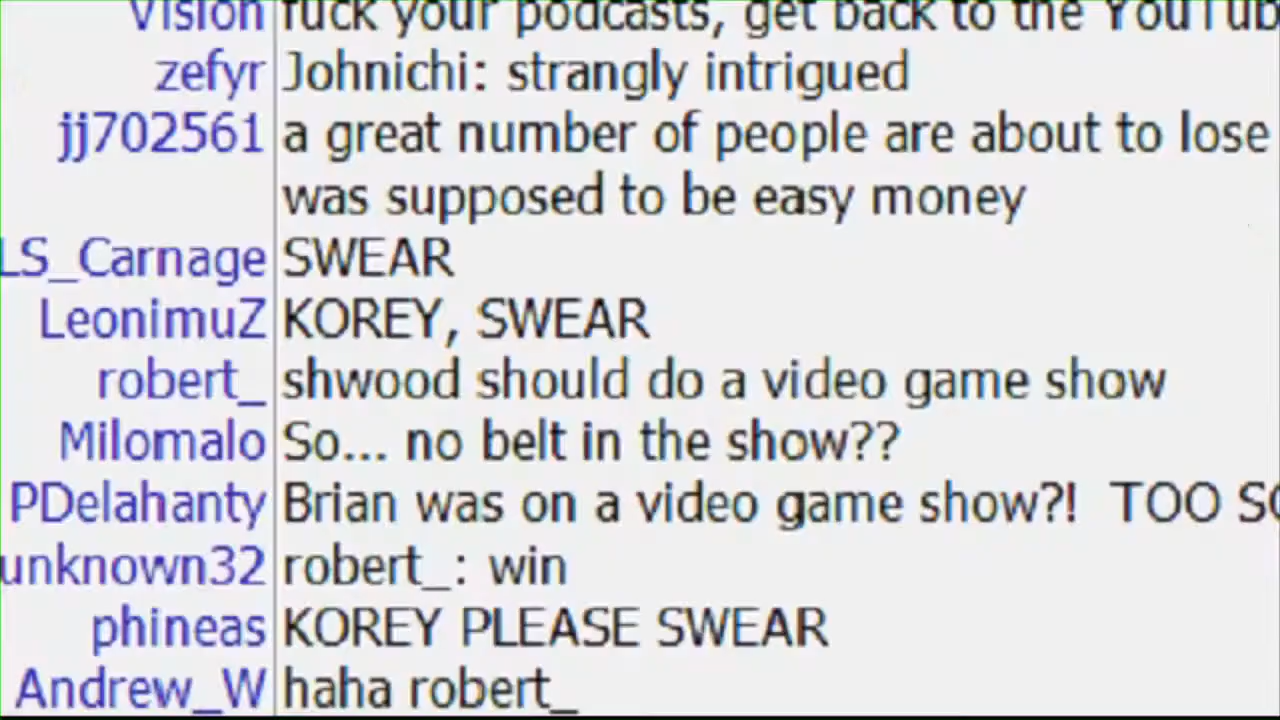 Vision fuck your podcasts, get back to the
zefyr Johnichi: strangly intrigued
jj702561 a great number of people are about to lose
was supposed to be easy money
LS_Carnage SWEAR
LeonimuZ KOREY, SWEAR
robert_ shwood should do a video game show
Milomalo So... no belt in the show??
PDelahanty Brian was on a video game show?! TOO
unknown32 robert_: win
phineas KOREY PLEASE SWEAR
Andrew_W haha robert_